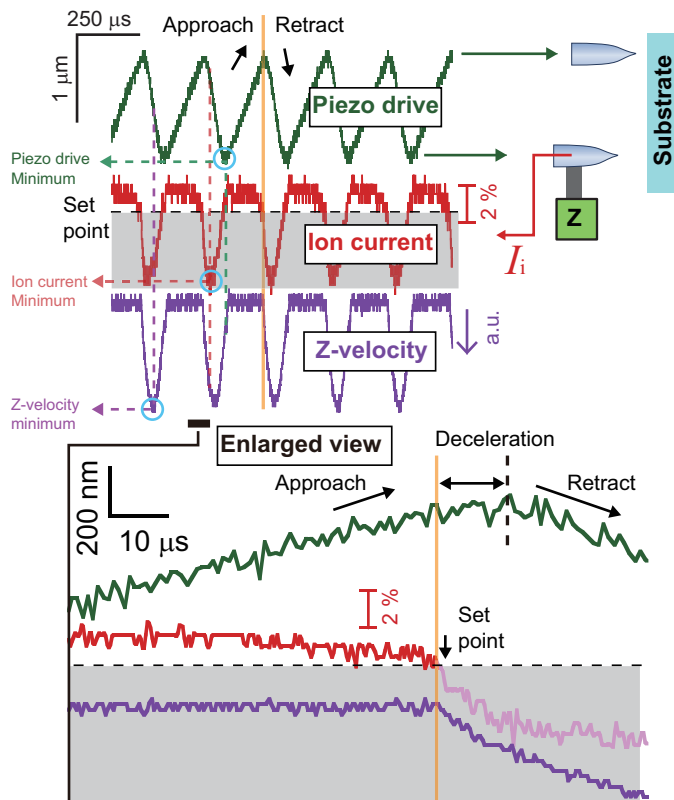 250 µs
1 µm
Approach
Retract
Piezo drive
Substrate
Piezo drive
Minimum
Set
point
2 %
Ion current
Z
Ii
Ion current
Minimum
Z-velocity
a.u.
Z-velocity
minimum
Enlarged view
Deceleration
200 nm
10 µs
Approach
Retract
2 %
Set
point